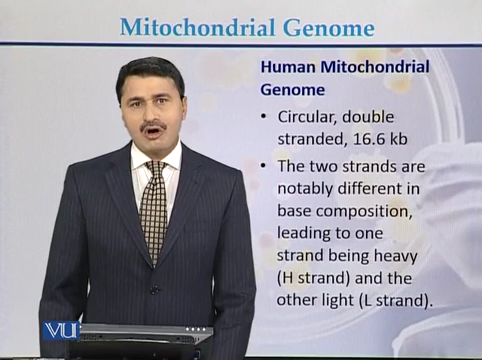 Mitochondrial Genome
Human Mitochondrial
Genome
• Circular, double
stranded, 16.6 kb
• The two strands are
notably different in
base composition,
leading to one
strand being heavy
(H strand) and the
other light (L strand).
VU